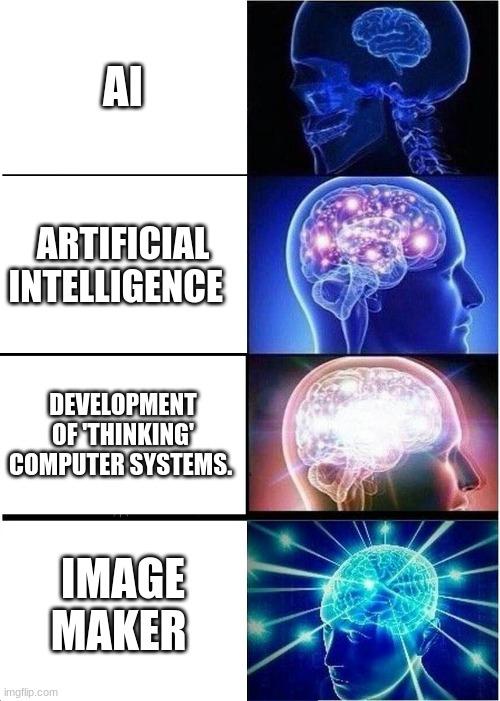 AI
ARTIFICIAL
INTELLIGENCE
DEVELOPMENT
OF 'THINKING'
COMPUTER SYSTEMS.
IMAGE
MAKER
imgflip.com